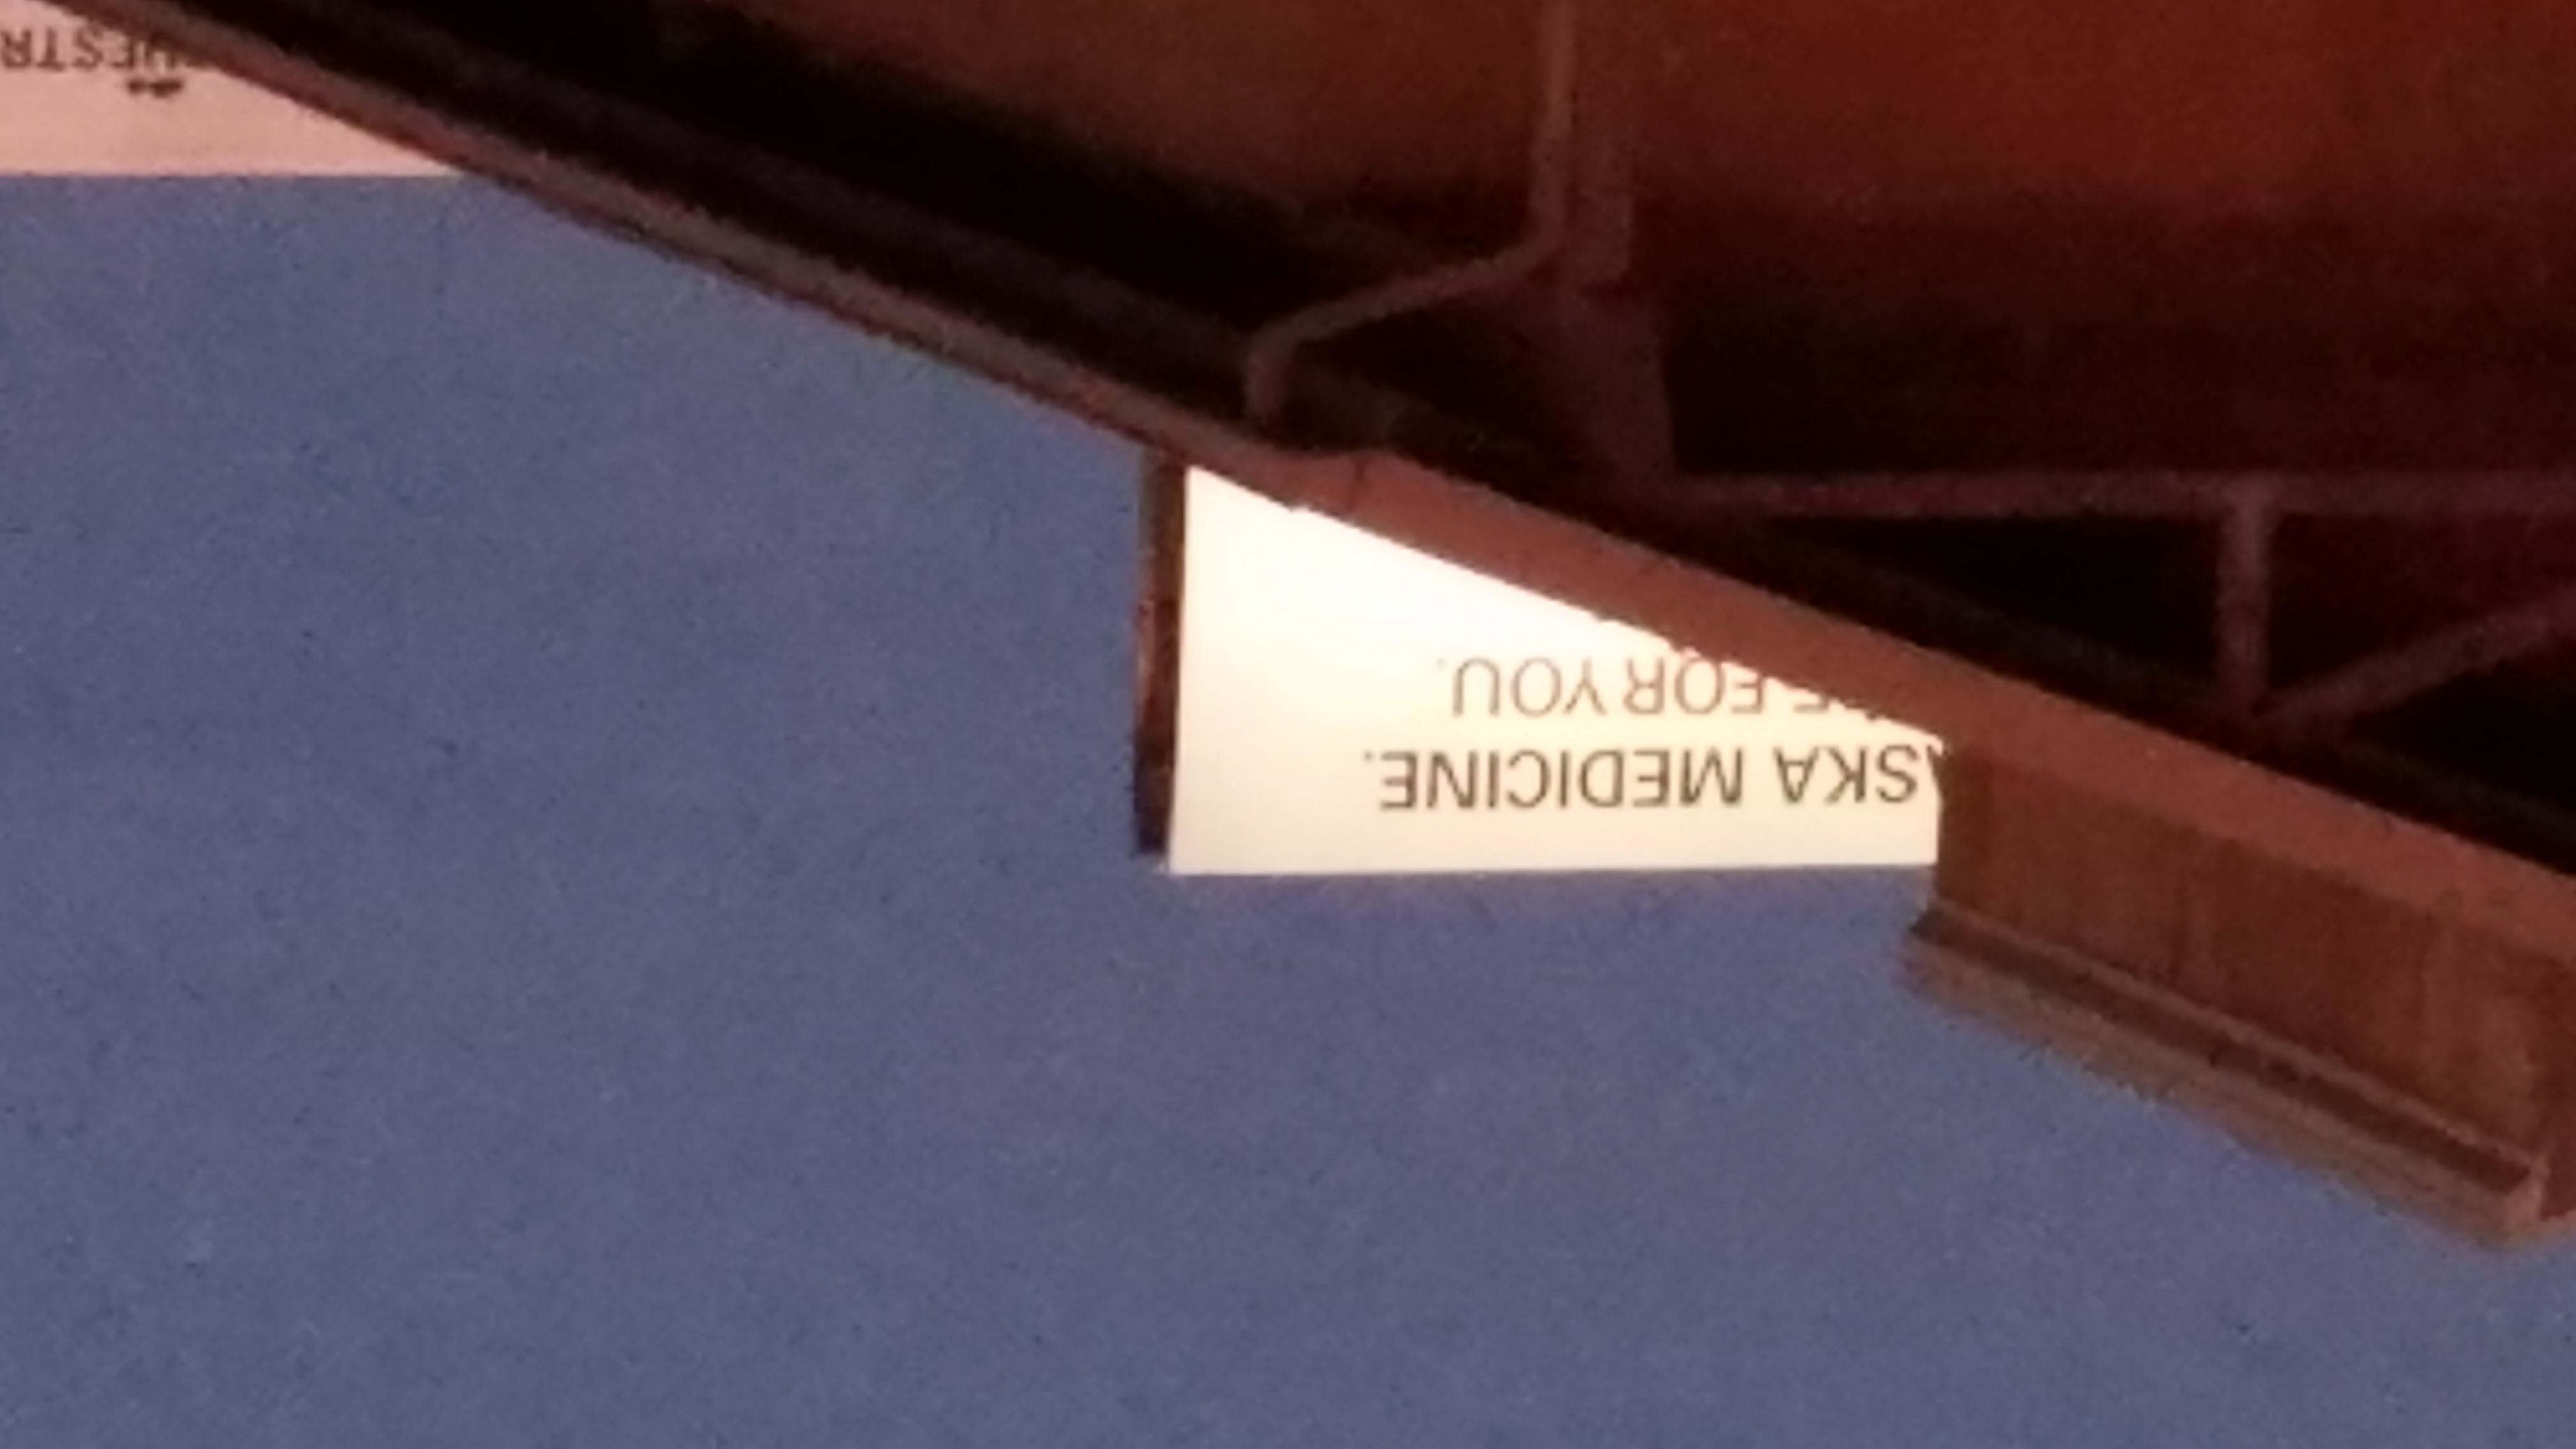 SKA MEDICINE.
FOR YOU.